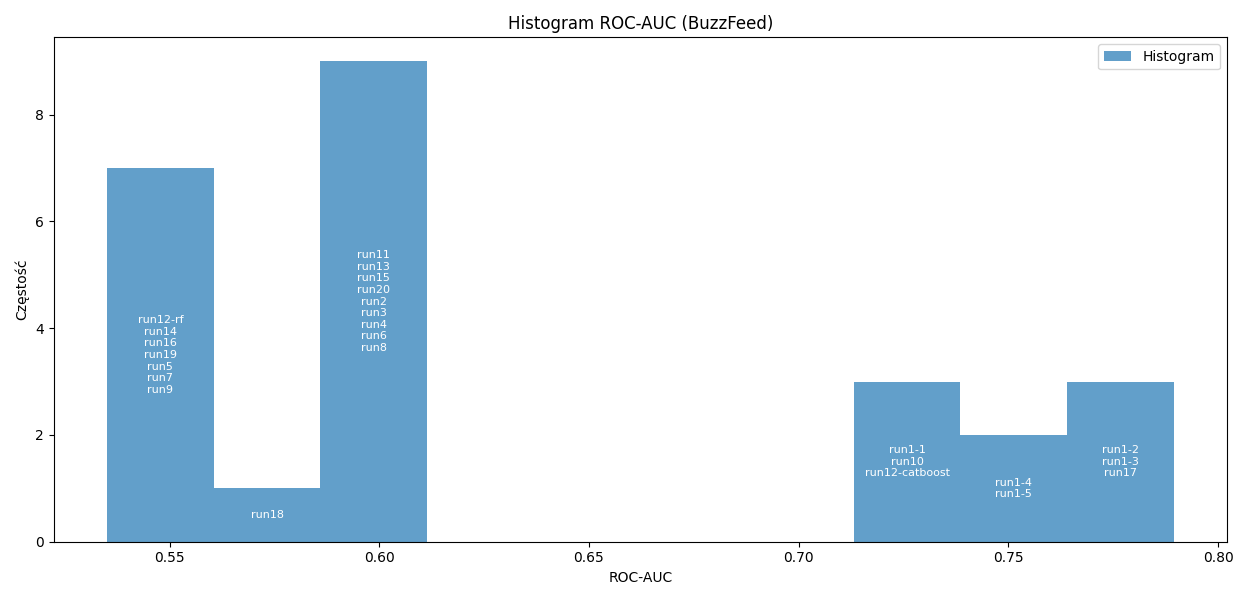 Histogram ROC-AUC (BuzzFeed)
Histogram
Częstość
8
6
4
2
0
run12-rf
run14
run16
run19
run5
run7
run9
run18
run11
run13
run15
run20
run2
run3
run4
run6
run8
run1-1
run10
run12-catboost
run1-4
run1-5
run1-2
run1-3
run17
0.55
0.60
0.65
0.70
0.75
0.80
ROC-AUC